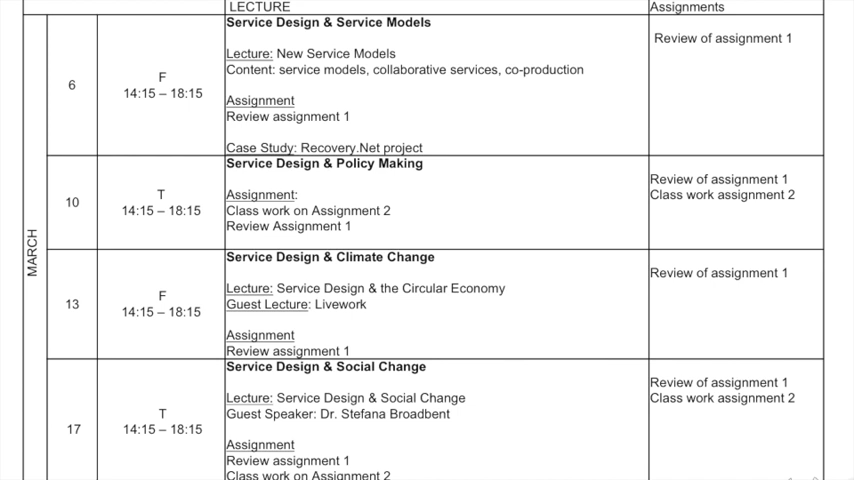 LECTURE
Assignments
MARCH
6
F
14:15 – 18:15
Service Design & Service Models
Lecture: New Service Models
Content: service models, collaborative services, co-production
Assignment
Review assignment 1
Case Study: Recovery.Net project
Review of assignment 1
10
T
14:15 – 18:15
Service Design & Policy Making
Assignment:
Class work on Assignment 2
Review Assignment 1
Review of assignment 1
Class work assignment 2
13
F
14:15 – 18:15
Service Design & Climate Change
Lecture: Service Design & the Circular Economy
Guest Lecture: Livework
Assignment
Review assignment 1
Review of assignment 1
17
T
14:15 – 18:15
Service Design & Social Change
Lecture: Service Design & Social Change
Guest Speaker: Dr. Stefana Broadbent
Assignment
Review assignment 1
Class work on Assignment 2
Review of assignment 1
Class work assignment 2